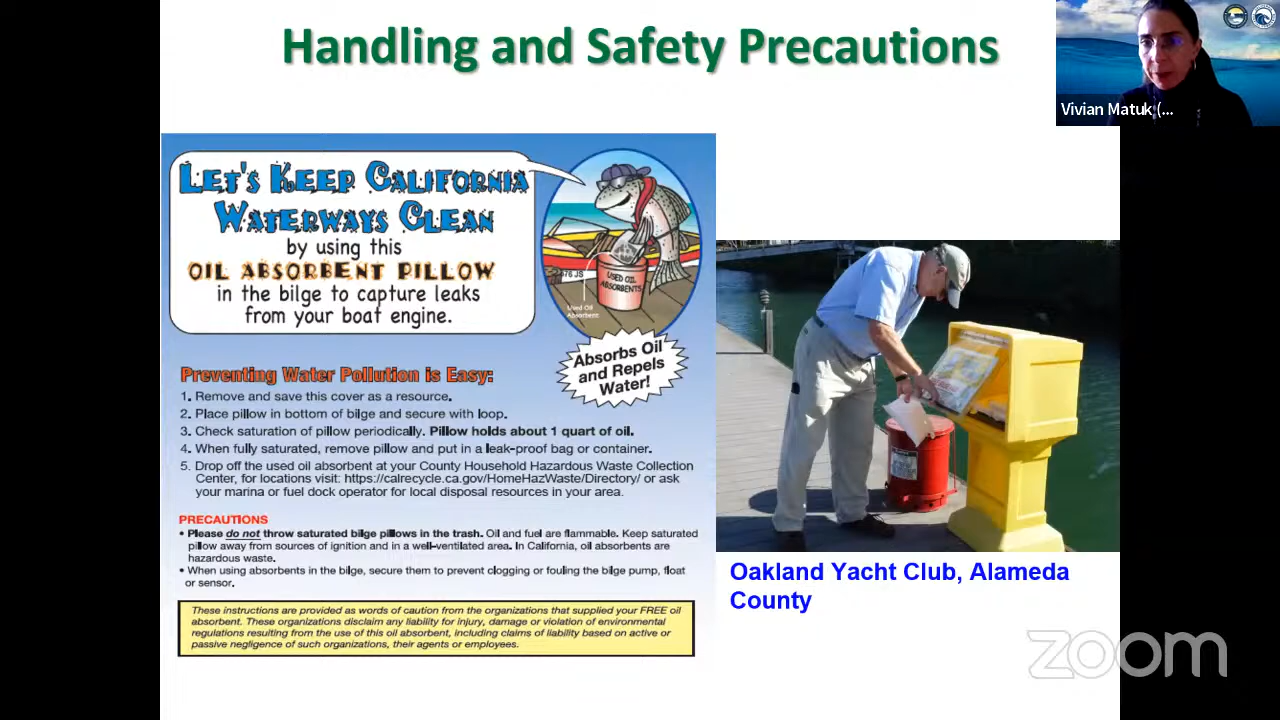 Handling and Safety Precautions
Vivian Matuk (...
LET'S KEEP CALIFORNIA
WATERWAYS CLEAN
by using this
OIL ABSORBENT PILLOW
in the bilge to capture leaks
from your boat engine.
USED OIL
ABSORBENTS
Used Oil
Absorbent
Absorbs Oil
and Repels
Water!
Preventing Water Pollution is Easy:
1. Remove and save this cover as a resource.
2. Place pillow in bottom of bilge and secure with loop.
3. Check saturation of pillow periodically. Pillow holds about 1 quart of oil.
4. When fully saturated, remove pillow and put in a leak-proof bag or container.
5. Drop off the used oil absorbent at your County Household Hazardous Waste Collection
Center, for locations visit: https://calrecycle.ca.gov/HomeHazWaste/Directory/ or ask
your marina or fuel dock operator for local disposal resources in your area.
PRECAUTIONS
• Please do not throw saturated bilge pillows in the trash. Oil and fuel are flammable. Keep saturated
pillow away from sources of ignition and in a well-ventilated area. In California, oil absorbents are
hazardous waste.
• When using absorbents in the bilge, secure them to prevent clogging or fouling the bilge pump, float
or sensor.
These instructions are provided as words of caution from the organizations that supplied your FREE oil
absorbent. These organizations disclaim any liability for injury, damage or violation of environmental
regulations resulting from the use of this oil absorbent, including claims of liability based on active or
passive negligence of such organizations, their agents or employees.
Oakland Yacht Club, Alameda
County
zoom